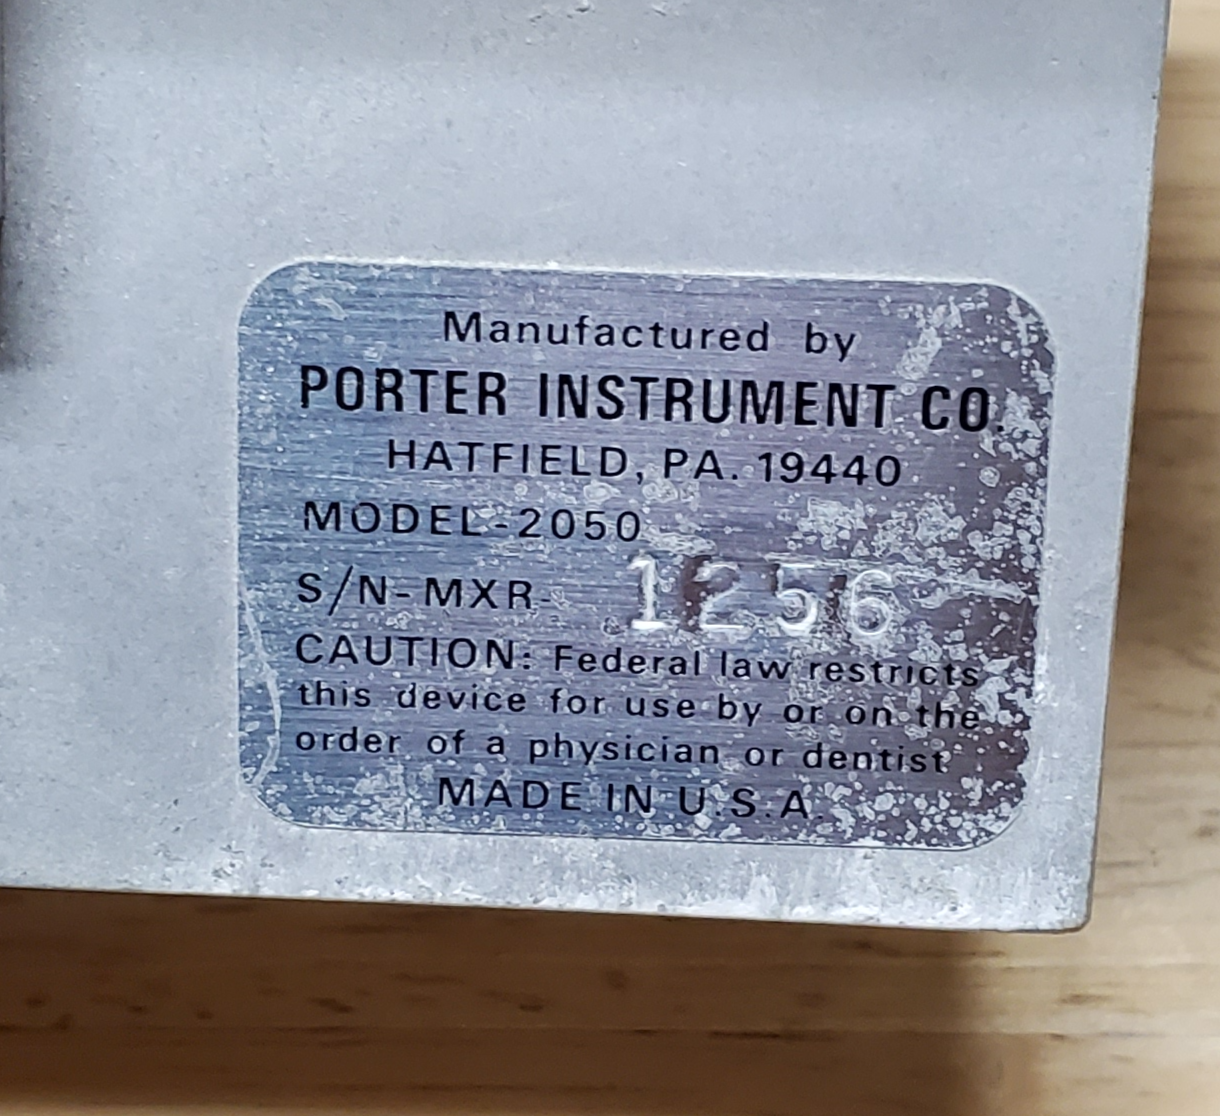 Manufactured by
PORTER INSTRUMENT CO.
HATFIELD, PA. 19440
MODEL-2050
S/N-MXR- 1256
CAUTION: Federal law restricts
this device for use by or on the
order of a physician or dentist
MADE IN U.S.A.